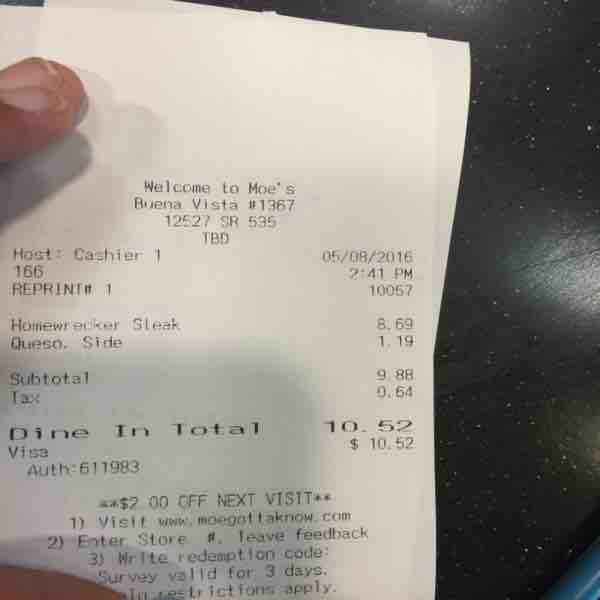 Welcome to Moe's
Buena Vista #1367
12527 SR 535
TBD
Host: Cashier 1 05/08/2016
166 2:41 PM
REPRINT# 1 10057
Homewrecker Steak 8.69
Queso, Side 1.19
Subtotal 9.88
Tax 0.64
Dine In Total 10.52
Visa $ 10.52
Auth:611983
**$2.00 OFF NEXT VISIT**
1) Visit www.moegottaknow.com
2) Enter Store #, leave feedback
3) Write redemption code:
Survey valid for 3 days.
restrictions apply.